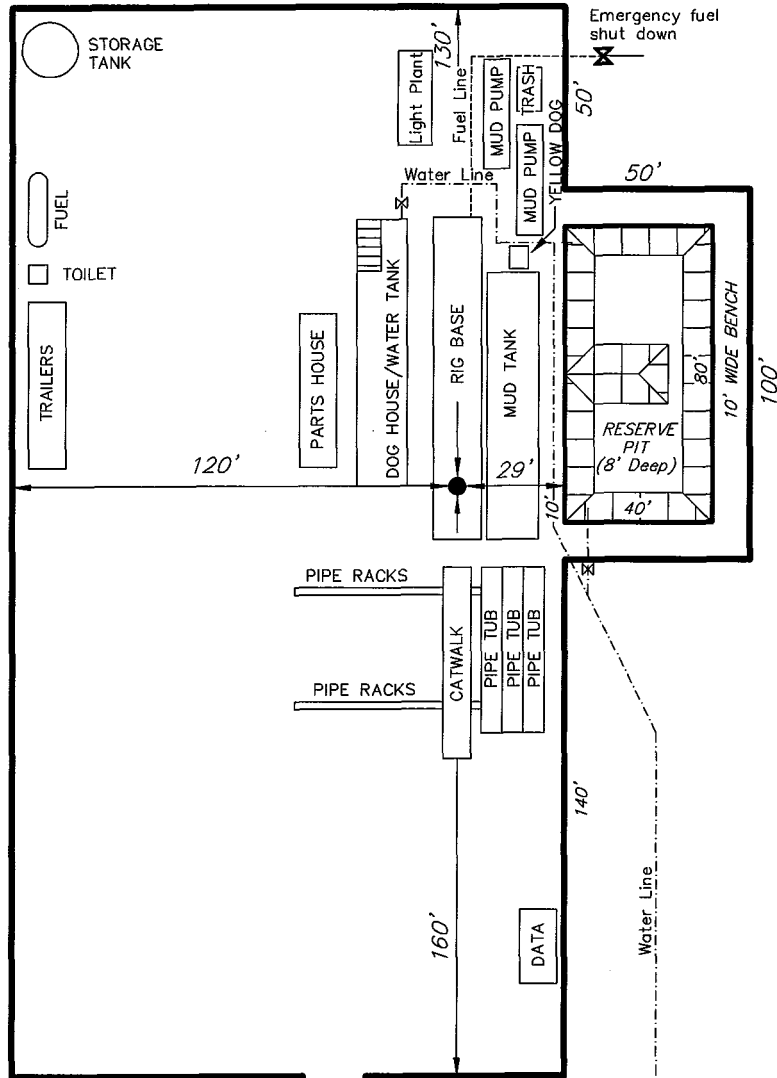 STORAGE
TANK
130'
Light Plant
Fuel Line
MUD PUMP
TRASH
Emergency fuel
shut down
50'
MUD PUMP
YELLOW DOG
Water Line
50'
FUEL
TOILET
TRAILERS
PARTS HOUSE
DOG HOUSE/WATER TANK
RIG BASE
MUD TANK
80'
10' WIDE BENCH
100'
RESERVE
PIT
(8' Deep)
40'
120'
29'
10'
PIPE RACKS
PIPE RACKS
CATWALK
PIPE TUB
PIPE TUB
PIPE TUB
140'
160'
DATA
Water Line